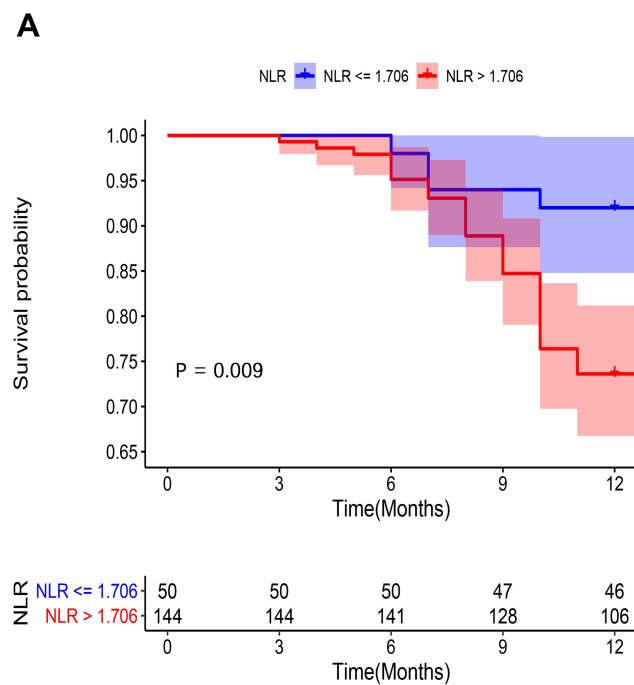 A
NLR NLR <= 1.706 NLR > 1.706
Survival probability
1.00
0.95
0.90
0.85
0.80
0.75
0.70
0.65
P = 0.009
0 3 6 9 12
Time(Months)
NLR
NLR <= 1.706 50 50 50 47 46
NLR > 1.706 144 144 141 128 106
0 3 6 9 12
Time(Months)